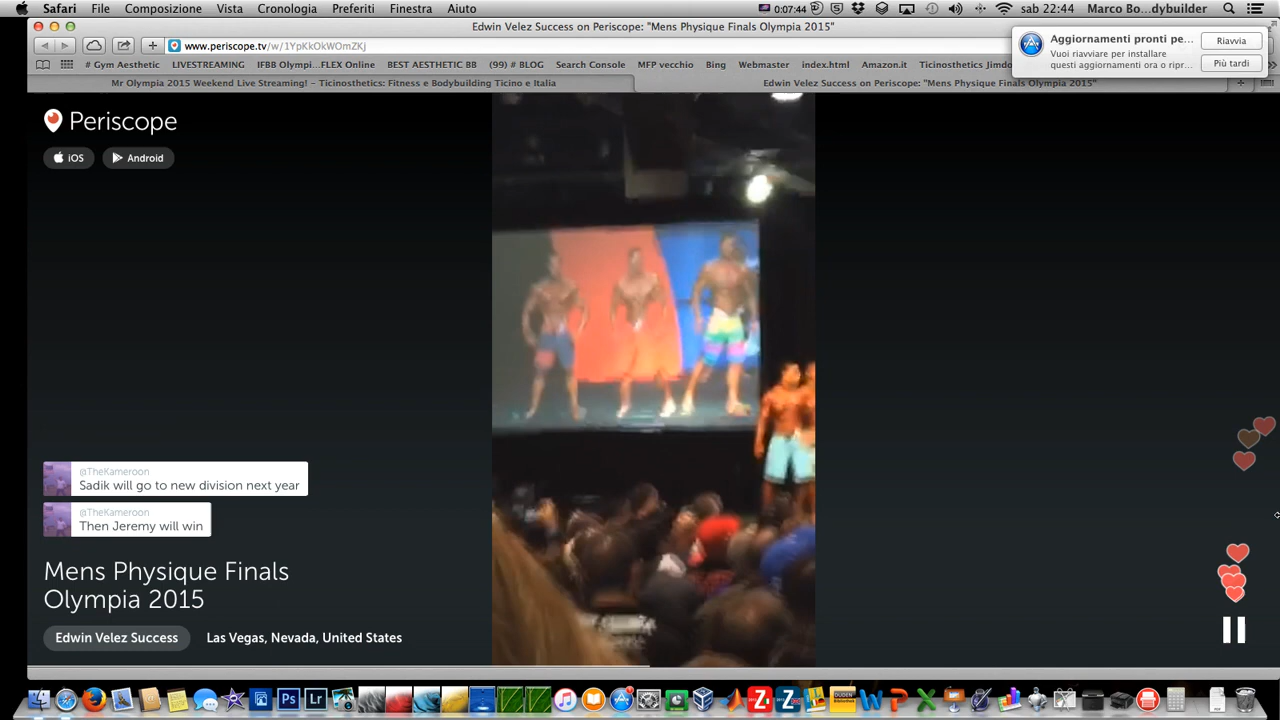 Safari File Composizione Vista Cronologia Preferiti Finestra Aiuto 0:07:44 sab 22:44 Marco Bo...dybuilder
Edwin Velez Success on Periscope: "Mens Physique Finals Olympia 2015"
www.periscope.tv/w/1YpKkOkWOmZKJ
# Gym Aesthetic LIVESTREAMING IFBB Olympi...FLEX Online BEST AESTHETIC BB (99) # BLOG Search Console MFP vecchio Bing Webmaster index.html Amazon.it Ticinosthetics Jimdo
Mr Olympia 2015 Weekend Live Streaming! – Ticinosthetics: Fitness e Bodybuilding Ticino e Italia
Edwin Velez Success on Periscope: "Mens Physique Finals Olympia 2015"
Aggiornamenti pronti pe...
Vuoi riavviare per installare
questi aggiornamenti ora o ripr...
Riavvia
Più tardi
Periscope
iOS Android
@TheKameroon
Sadik will go to new division next year
@TheKameroon
Then Jeremy will win
Mens Physique Finals
Olympia 2015
Edwin Velez Success Las Vegas, Nevada, United States
Ps Lr
DUDEN